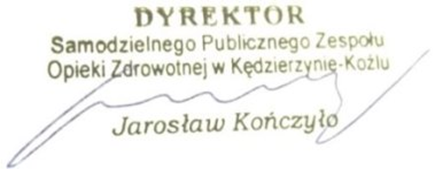 DYREKTOR
Samodzielnego Publicznego Zespołu
Opieki Zdrowotnej w Kędzierzynie-Koźlu
Jarosław Kończyło